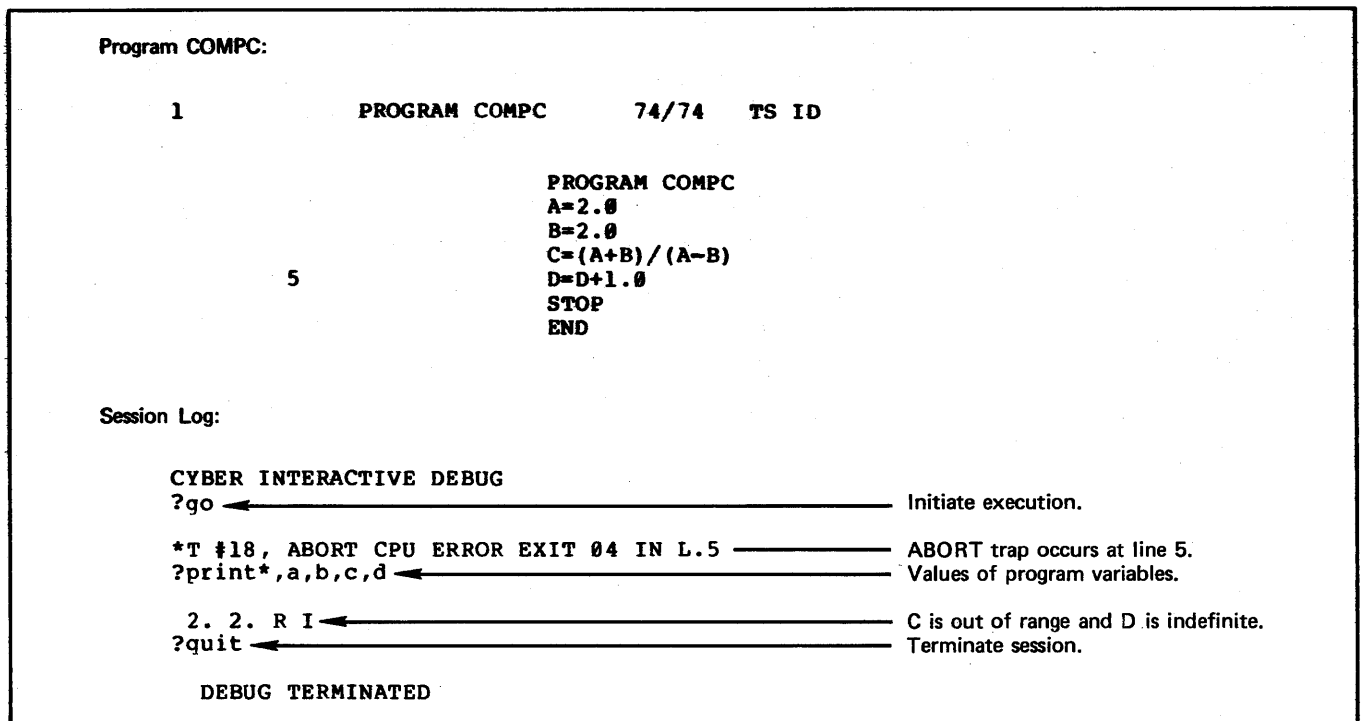 Program COMPC:
1 PROGRAM COMPC 74/74 TS ID
PROGRAM COMPC
A=2.0
B=2.0
C=(A+B)/(A-B)
5 D=D+1.0
STOP
END
Session Log:
CYBER INTERACTIVE DEBUG
?go Initiate execution.
*T #18, ABORT CPU ERROR EXIT 04 IN L.5 ABORT trap occurs at line 5.
?print*,a,b,c,d Values of program variables.
2. 2. R I C is out of range and D is indefinite.
?quit Terminate session.
DEBUG TERMINATED